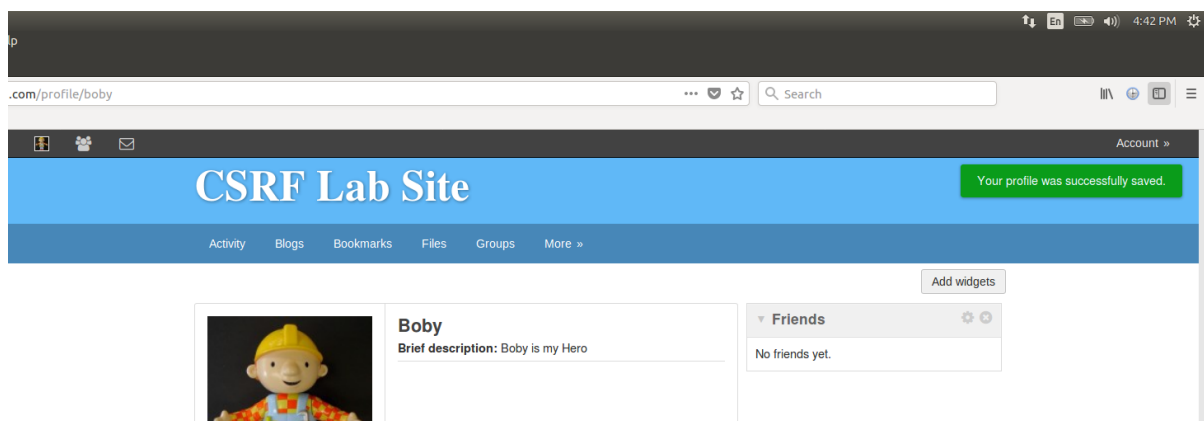 En 4:42 PM
lp
.com/profile/boby
Search
Account »
CSRF Lab Site
Your profile was successfully saved.
Activity Blogs Bookmarks Files Groups More »
Add widgets
Boby
Brief description: Boby is my Hero
Friends
No friends yet.